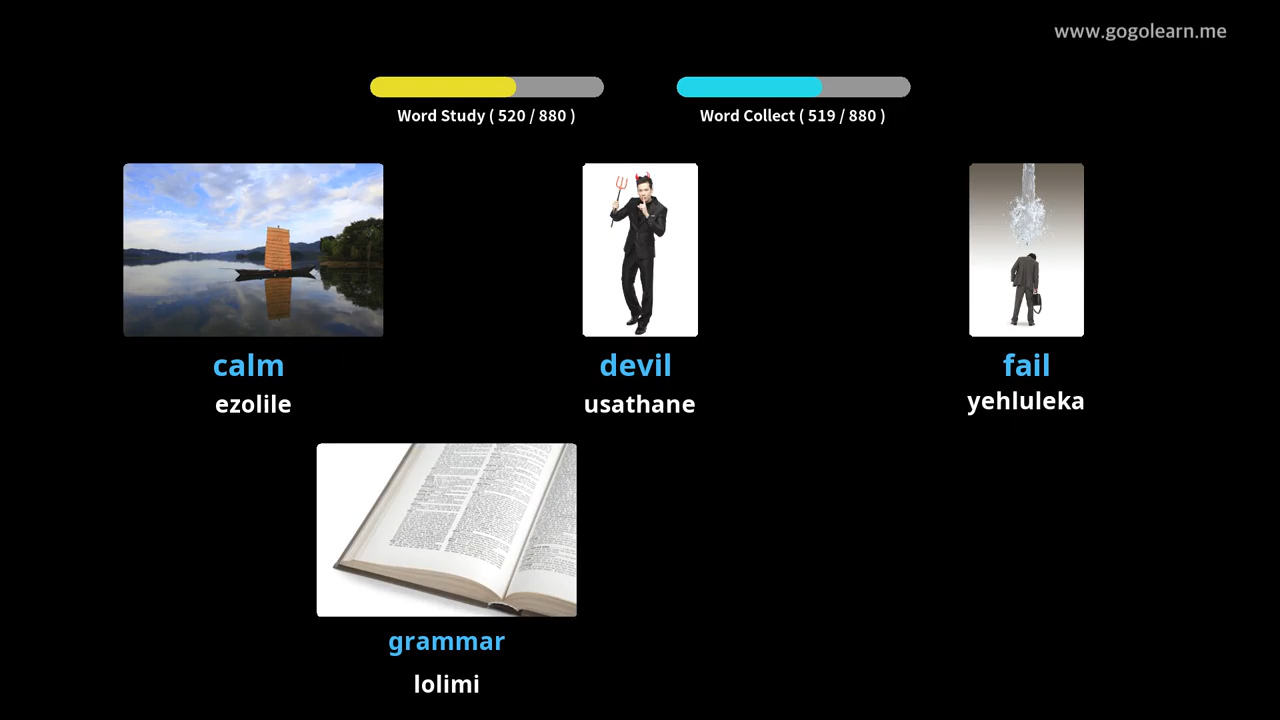 www.gogolearn.me
Word Study ( 520 / 880 )
Word Collect ( 519 / 880 )
calm
ezolile
devil
usathane
fail
yehluleka
grammar
lolimi